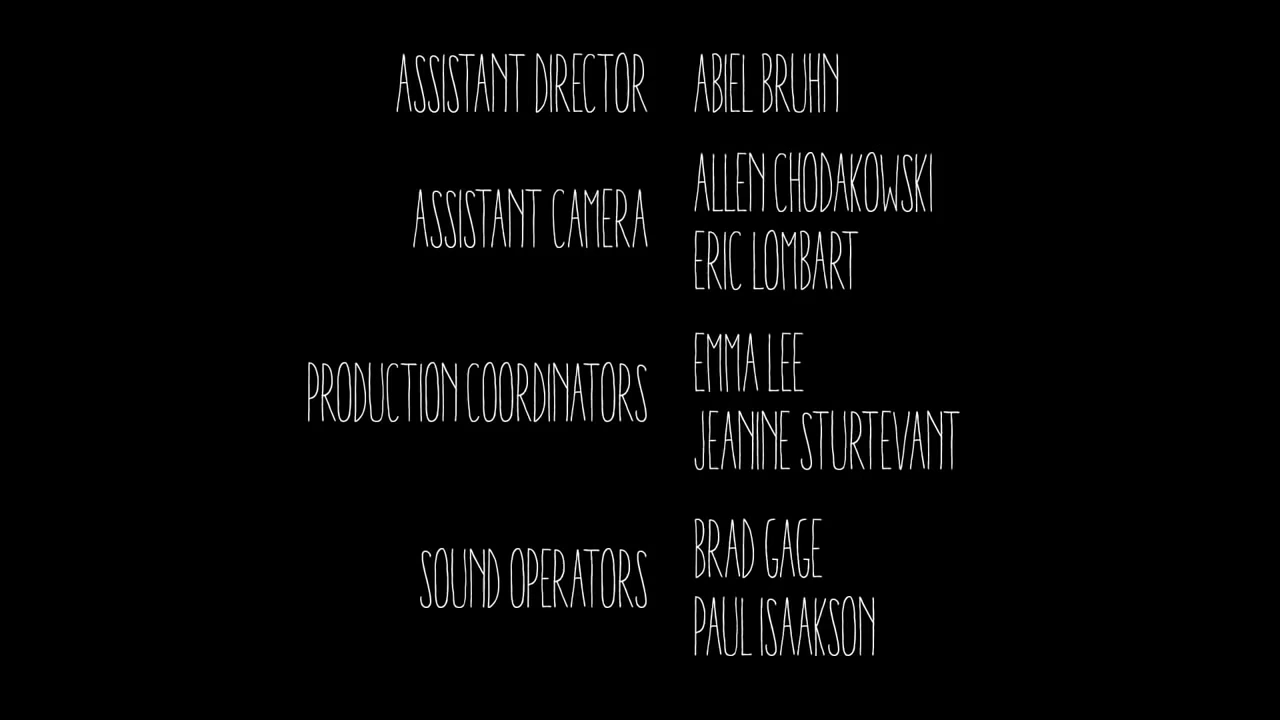 ASSISTANT DIRECTOR ABIEL BRUHN
ASSISTANT CAMERA ALLEN CHODAKOWSKI
ERIC LOMBART
PRODUCTION COORDINATORS EMMA LEE
JEANINE STURTEVANT
SOUND OPERATORS BRAD GAGE
PAUL ISAAKSON